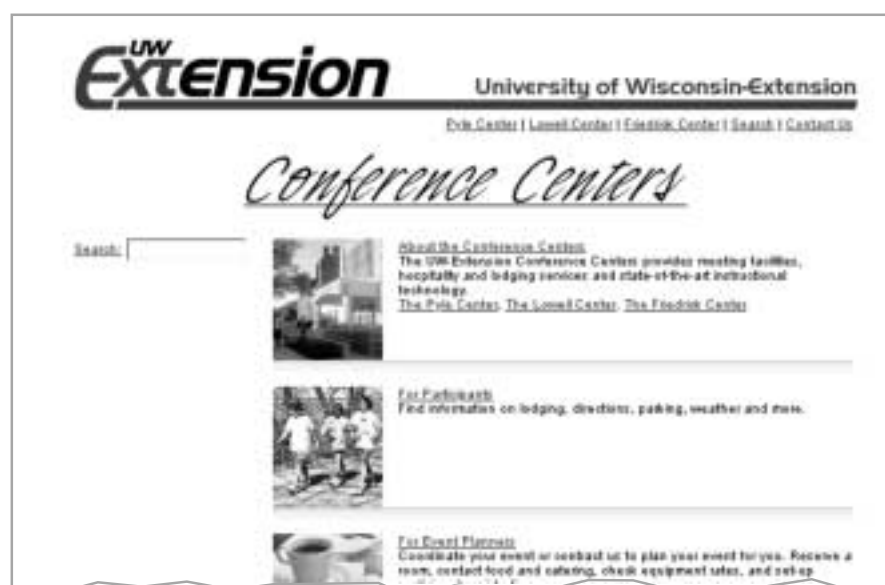 UW
Extension
University of Wisconsin-Extension
Pyle Center | Lowell Center | Friedrick Center | Search | Contact Us
Conference Centers
Search:
About the Conference Centers
The UW-Extension Conference Centers provides meeting facilities,
hospitality and lodging services and state-of-the-art instructional
technology.
The Pyle Center, The Lowell Center, The Friedrick Center
For Participants
Find information on lodging, directions, parking, weather and more.
For Event Planners
Coordinate your event or contact us to plan your event for you. Receive a
room, contact food and catering, check equipment rates, and set-up